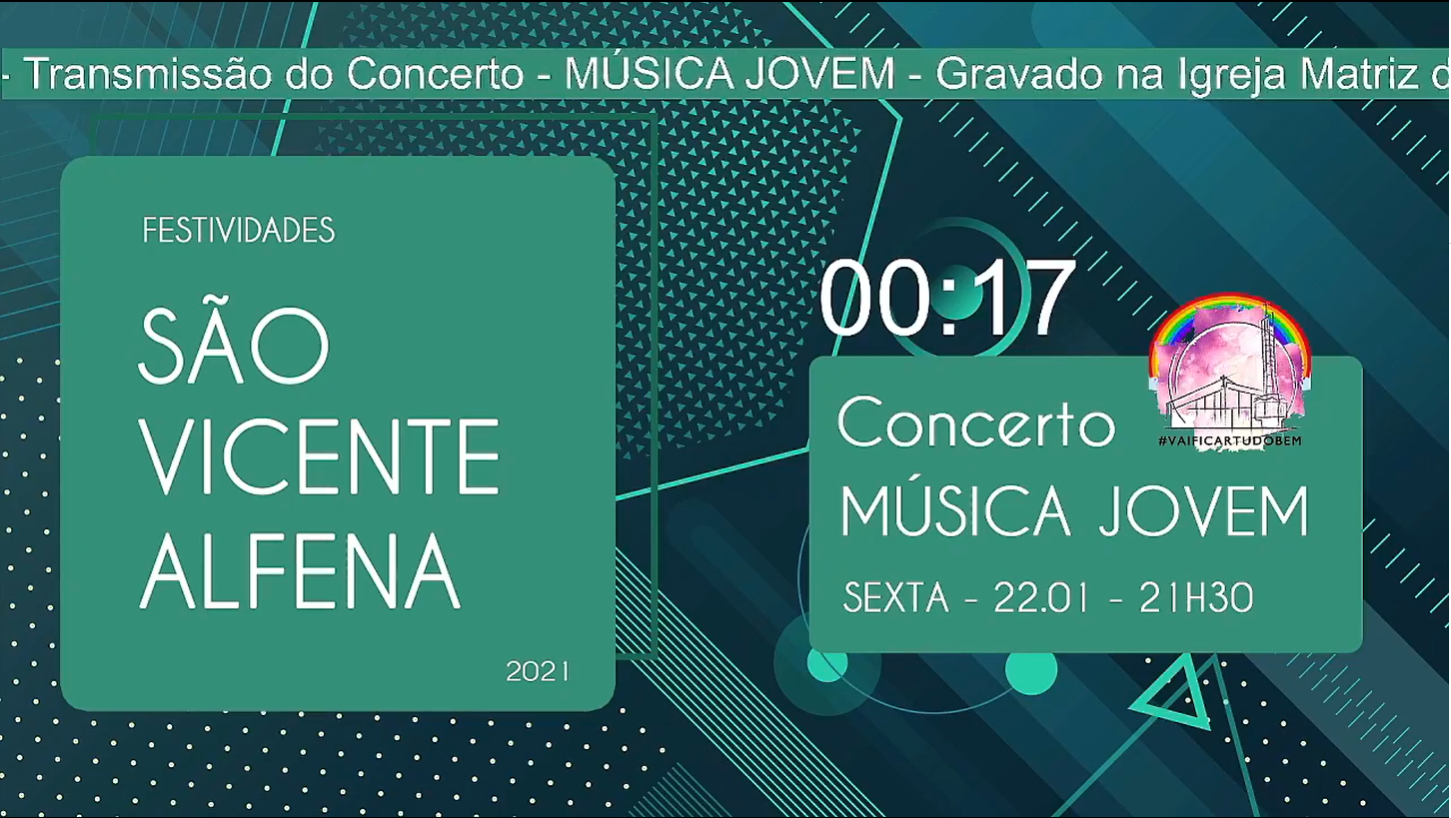 - Transmissão do Concerto - MÚSICA JOVEM - Gravado na Igreja Matriz d
FESTIVIDADES
SÃO
VICENTE
ALFENA
2021
00:17
#VAIFICARTUDOBEM
Concerto
MÚSICA JOVEM
SEXTA - 22.01 - 21H30